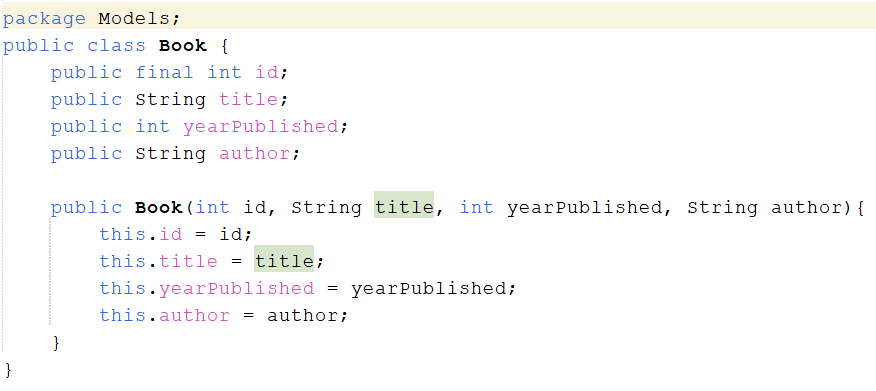 package Models;
public class Book {
    public final int id;
    public String title;
    public int yearPublished;
    public String author;

    public Book(int id, String title, int yearPublished, String author){
        this.id = id;
        this.title = title;
        this.yearPublished = yearPublished;
        this.author = author;
    }
}